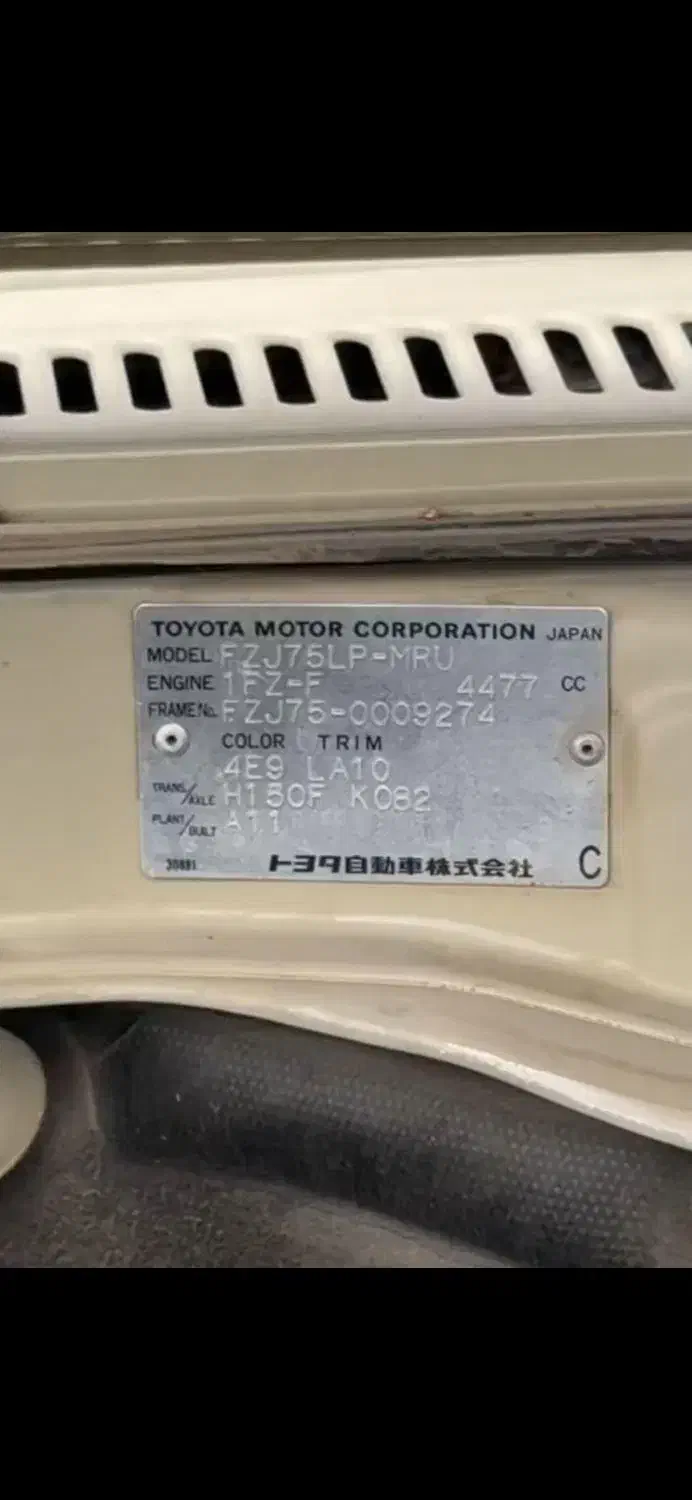 TOYOTA MOTOR CORPORATION JAPAN
MODEL FZJ75LP-MRU
ENGINE 1FZ-F 4477 CC
FRAME No. FZJ75-0009274
COLOR TRIM
4E9 LA10
TRANS/AXLE H150F K082
PLANT/BUILT A11
30891 トヨタ自動車株式会社 C